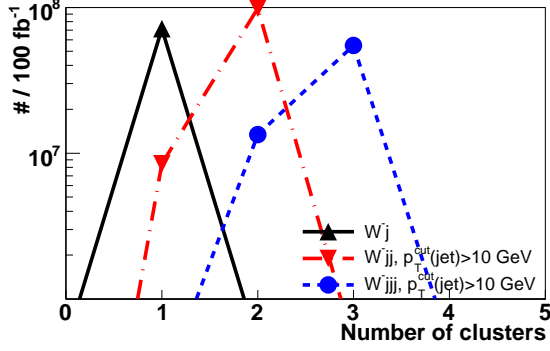 # / 100 fb⁻¹
10⁸
10⁷
W⁻j
W⁻jj, p_T^cut(jet)>10 GeV
W⁻jjj, p_T^cut(jet)>10 GeV
0 1 2 3 4 5
Number of clusters